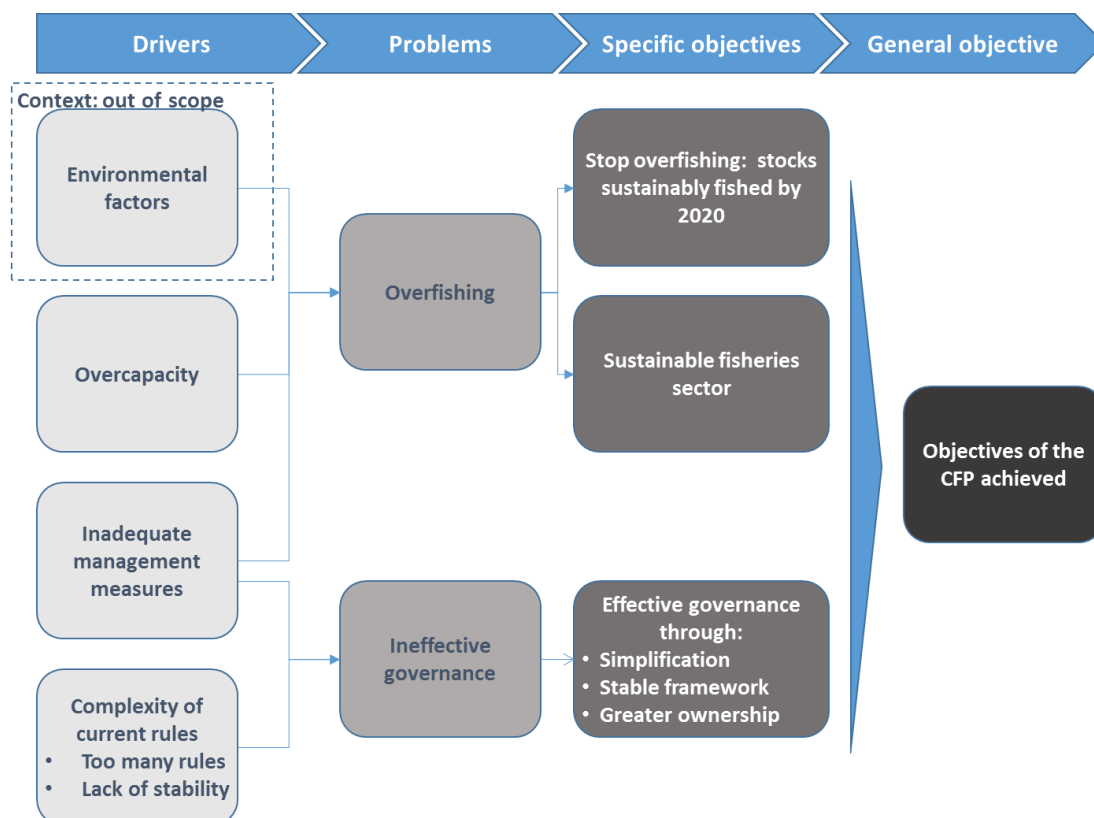 Drivers
Problems
Specific objectives
General objective
Context: out of scope
Environmental
factors
Overcapacity
Inadequate
management
measures
Complexity of
current rules
• Too many rules
• Lack of stability
Overfishing
Ineffective
governance
Stop overfishing: stocks
sustainably fished by
2020
Sustainable fisheries
sector
Effective governance
through:
• Simplification
• Stable framework
• Greater ownership
Objectives of the
CFP achieved